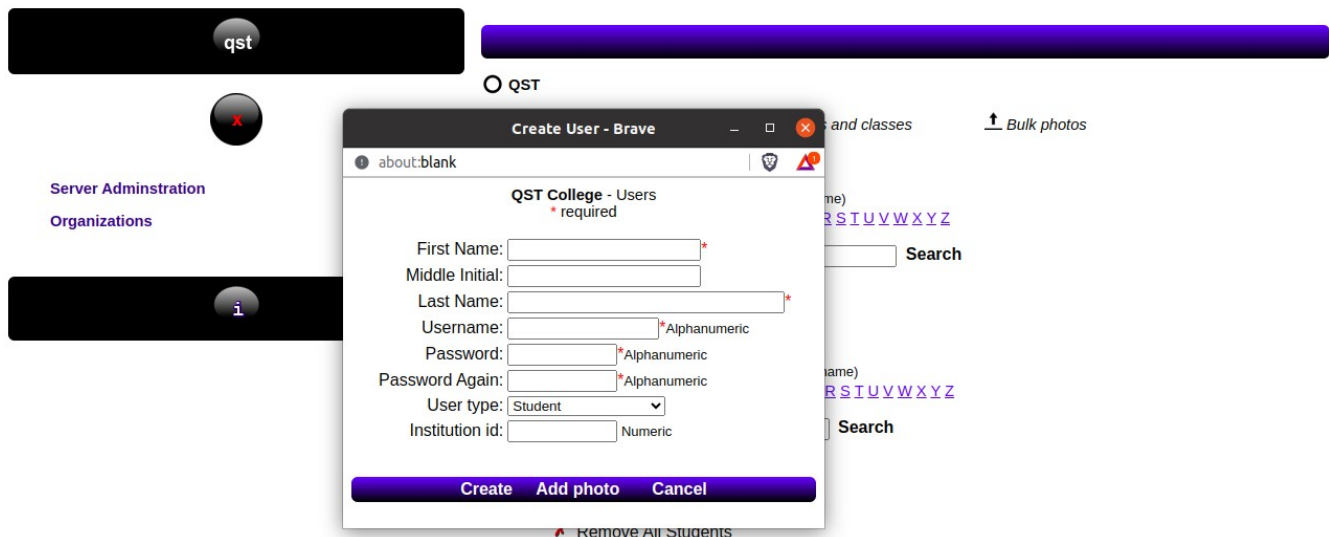 qst
x
Server Adminstration
Organizations
i
QST
and classes
Bulk photos
R S T U V W X Y Z
Search
R S T U V W X Y Z
Search
Remove All Students
Create User - Brave
about:blank
1
QST College - Users
* required
First Name: *
Middle Initial:
Last Name: *
Username: *Alphanumeric
Password: *Alphanumeric
Password Again: *Alphanumeric
User type: Student
Institution id: Numeric
Create Add photo Cancel